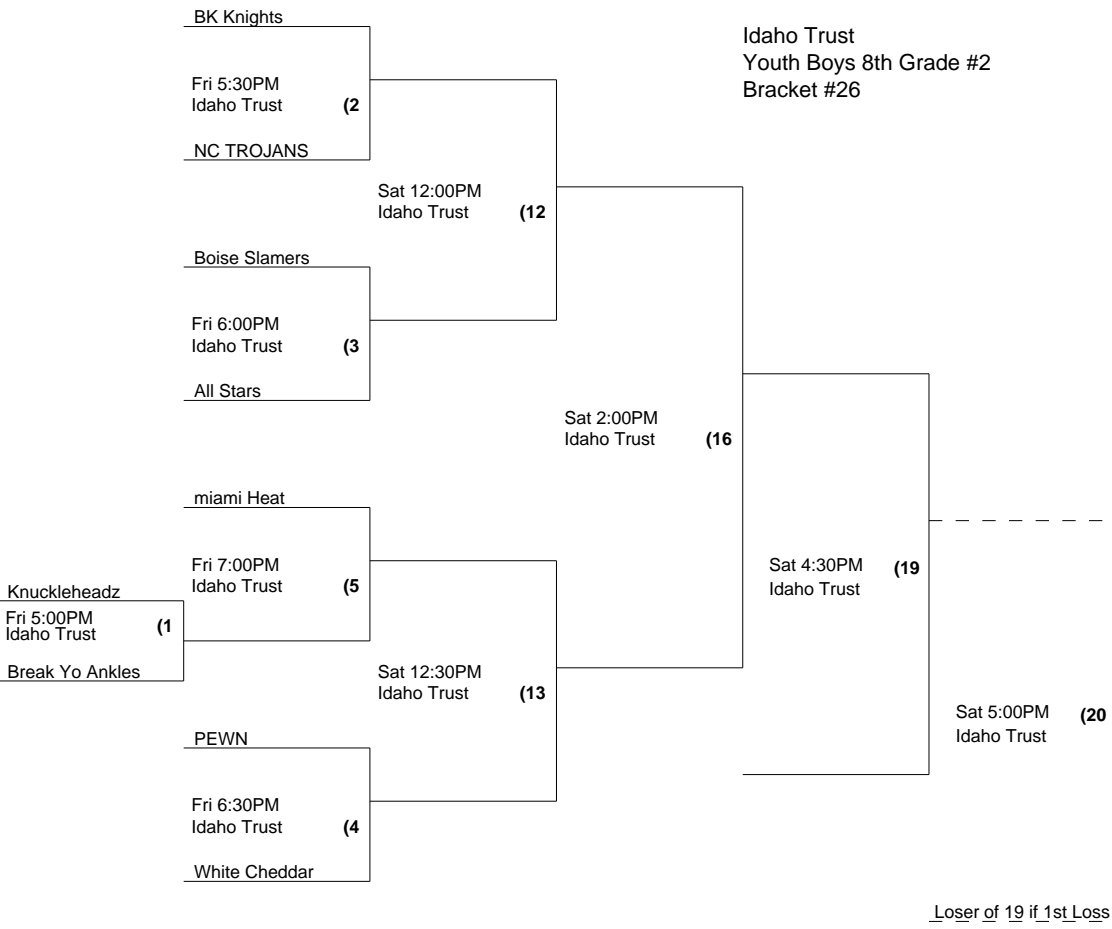 BK Knights
Idaho Trust
Youth Boys 8th Grade #2
Bracket #26
Fri 5:30PM
Idaho Trust (2
NC TROJANS
Sat 12:00PM
Idaho Trust (12
Boise Slamers
Fri 6:00PM
Idaho Trust (3
All Stars
Sat 2:00PM
Idaho Trust (16
miami Heat
Fri 7:00PM
Idaho Trust (5
Sat 4:30PM (19
Idaho Trust
Knuckleheadz
Fri 5:00PM (1
Idaho Trust
Break Yo Ankles
Sat 12:30PM
Idaho Trust (13
Sat 5:00PM (20
Idaho Trust
PEWN
Fri 6:30PM
Idaho Trust (4
White Cheddar
Loser of 19 if 1st Loss